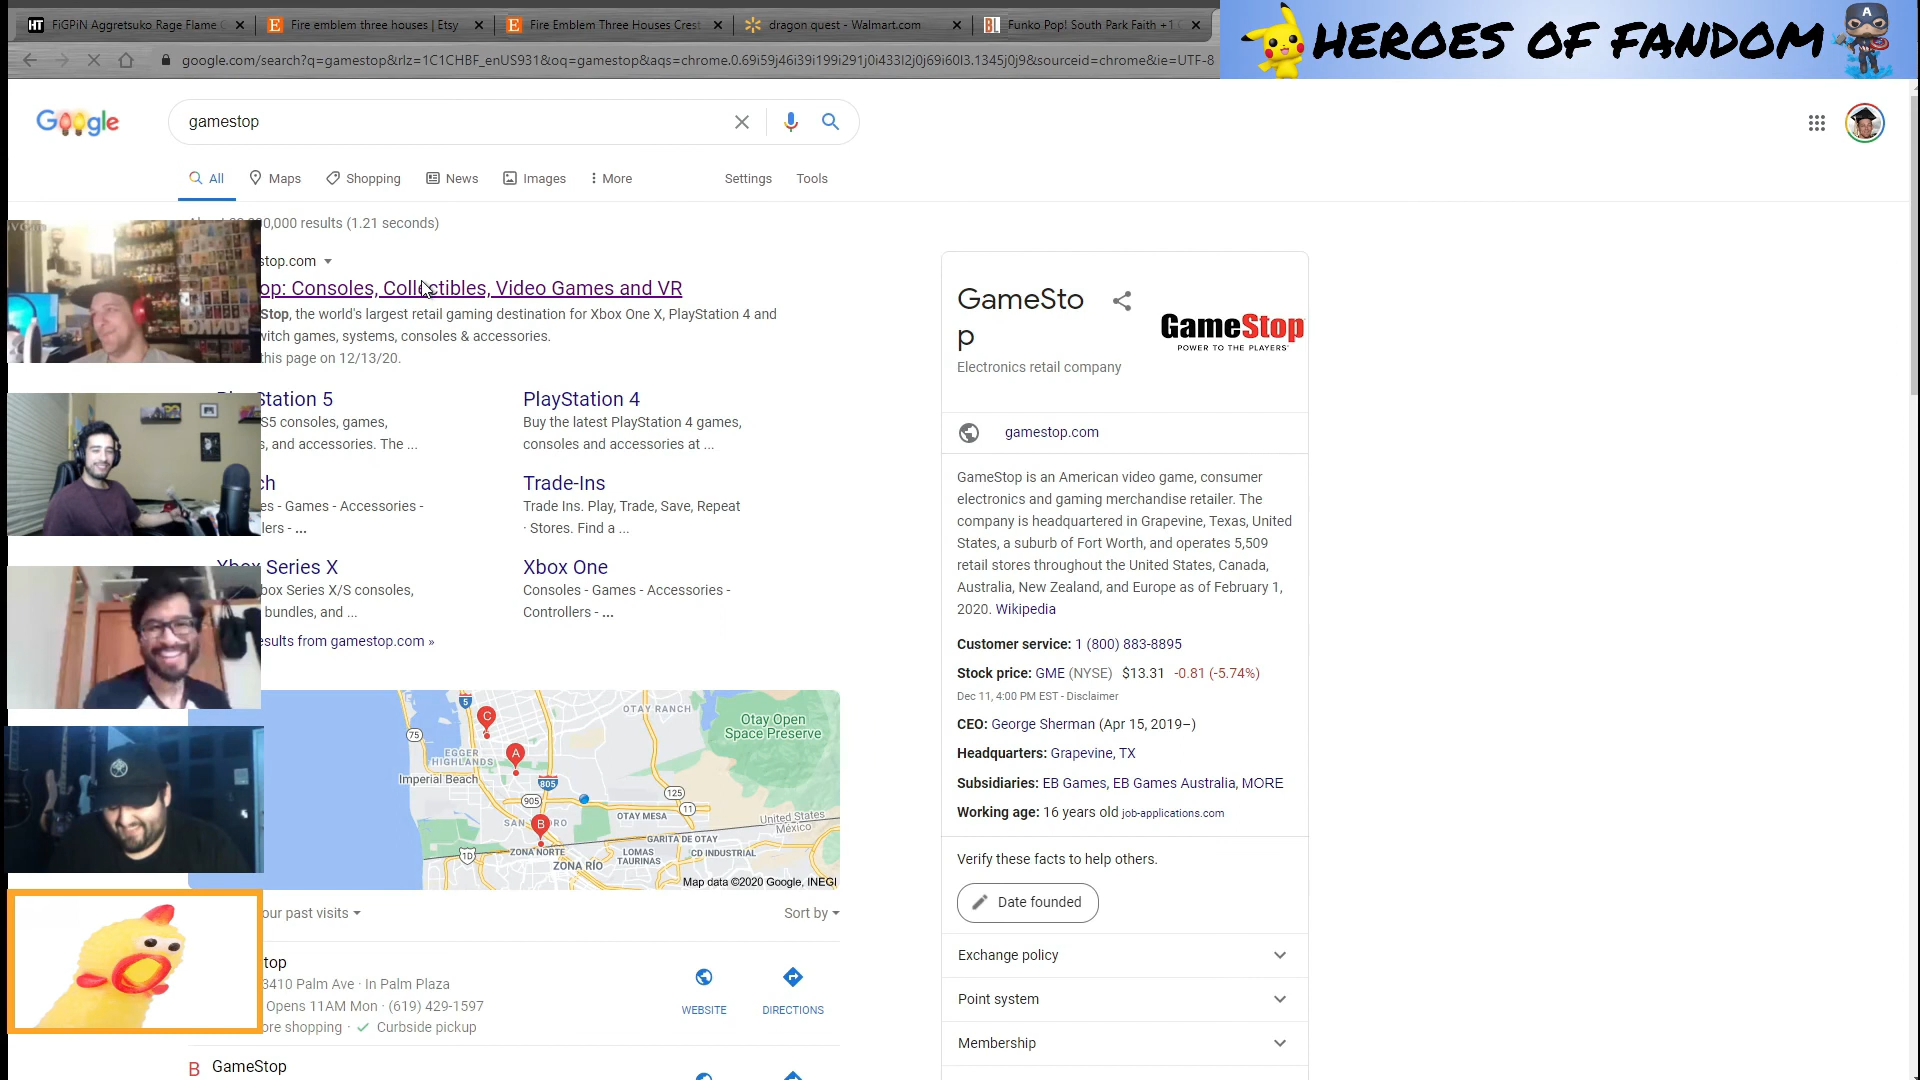 FiGPiN Aggretsuko Rage Flame
Fire emblem three houses | Etsy
Fire Emblem Three Houses Crest
dragon quest - Walmart.com
Funko Pop! South Park Faith +1
HEROES OF FANDOM
google.com/search?q=gamestop&rlz=1C1CHBF_enUS931&oq=gamestop&aqs=chrome.0.69i59j46i39i199i291j0i433l2j0j69i60l3.1345j0j9&sourceid=chrome&ie=UTF-8
Google
gamestop
All
Maps
Shopping
News
Images
More
Settings
Tools
0,000 results (1.21 seconds)
stop.com
op: Consoles, Collectibles, Video Games and VR
Stop, the world's largest retail gaming destination for Xbox One X, PlayStation 4 and
witch games, systems, consoles & accessories.
this page on 12/13/20.
Station 5
S5 consoles, games,
s, and accessories. The ...
PlayStation 4
Buy the latest PlayStation 4 games,
consoles and accessories at ...
ch
es - Games - Accessories -
lers - ...
Trade-Ins
Trade Ins. Play, Trade, Save, Repeat
· Stores. Find a ...
Xbox Series X
box Series X/S consoles,
bundles, and ...
Xbox One
Consoles - Games - Accessories -
Controllers - ...
esults from gamestop.com »
OTAY RANCH
Otay Open
Space Preserve
EGGER
HIGHLANDS
Imperial Beach
5
75
805
905
125
11
1D
C
A
B
OTAY MESA
United States
México
ZONA NORTE
GARITA DE OTAY
LOMAS
TAURINAS
CD INDUSTRIAL
ZONA RÍO
Map data ©2020 Google, INEGI
our past visits
Sort by
top
3410 Palm Ave · In Palm Plaza
Opens 11AM Mon · (619) 429-1597
ore shopping · ✓ Curbside pickup
WEBSITE
DIRECTIONS
B GameStop
GameSto
p
Electronics retail company
GameStop
POWER TO THE PLAYERS
gamestop.com
GameStop is an American video game, consumer
electronics and gaming merchandise retailer. The
company is headquartered in Grapevine, Texas, United
States, a suburb of Fort Worth, and operates 5,509
retail stores throughout the United States, Canada,
Australia, New Zealand, and Europe as of February 1,
2020. Wikipedia
Customer service: 1 (800) 883-8895
Stock price: GME (NYSE) $13.31 -0.81 (-5.74%)
Dec 11, 4:00 PM EST - Disclaimer
CEO: George Sherman (Apr 15, 2019–)
Headquarters: Grapevine, TX
Subsidiaries: EB Games, EB Games Australia, MORE
Working age: 16 years old job-applications.com
Verify these facts to help others.
Date founded
Exchange policy
Point system
Membership